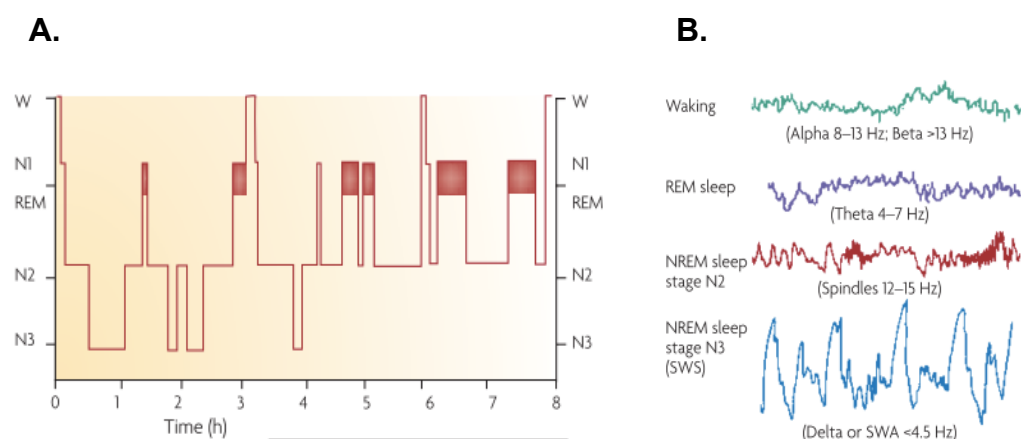 A.
W
N1
REM
N2
N3
W
N1
REM
N2
N3
0 1 2 3 4 5 6 7 8
Time (h)
B.
Waking
(Alpha 8–13 Hz; Beta >13 Hz)
REM sleep
(Theta 4–7 Hz)
NREM sleep
stage N2
(Spindles 12–15 Hz)
NREM sleep
stage N3
(SWS)
(Delta or SWA <4.5 Hz)